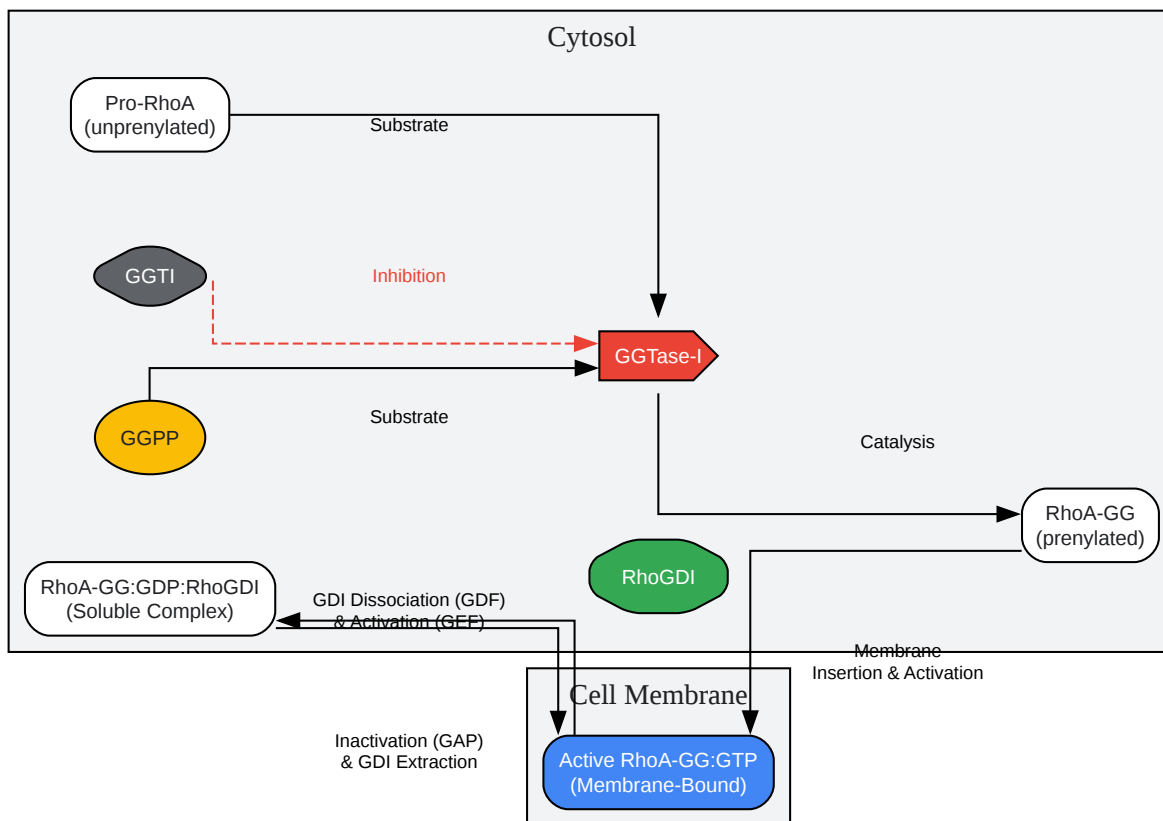 Cytosol
Pro-RhoA
(unprenylated)
Substrate
GGTI
Inhibition
GGTase-I
GGPP
Substrate
Catalysis
RhoA-GG
(prenylated)
RhoGDI
RhoA-GG:GDP:RhoGDI
(Soluble Complex)
GDI Dissociation (GDF)
& Activation (GEF)
Membrane
Insertion & Activation
Cell Membrane
Inactivation (GAP)
& GDI Extraction
Active RhoA-GG:GTP
(Membrane-Bound)